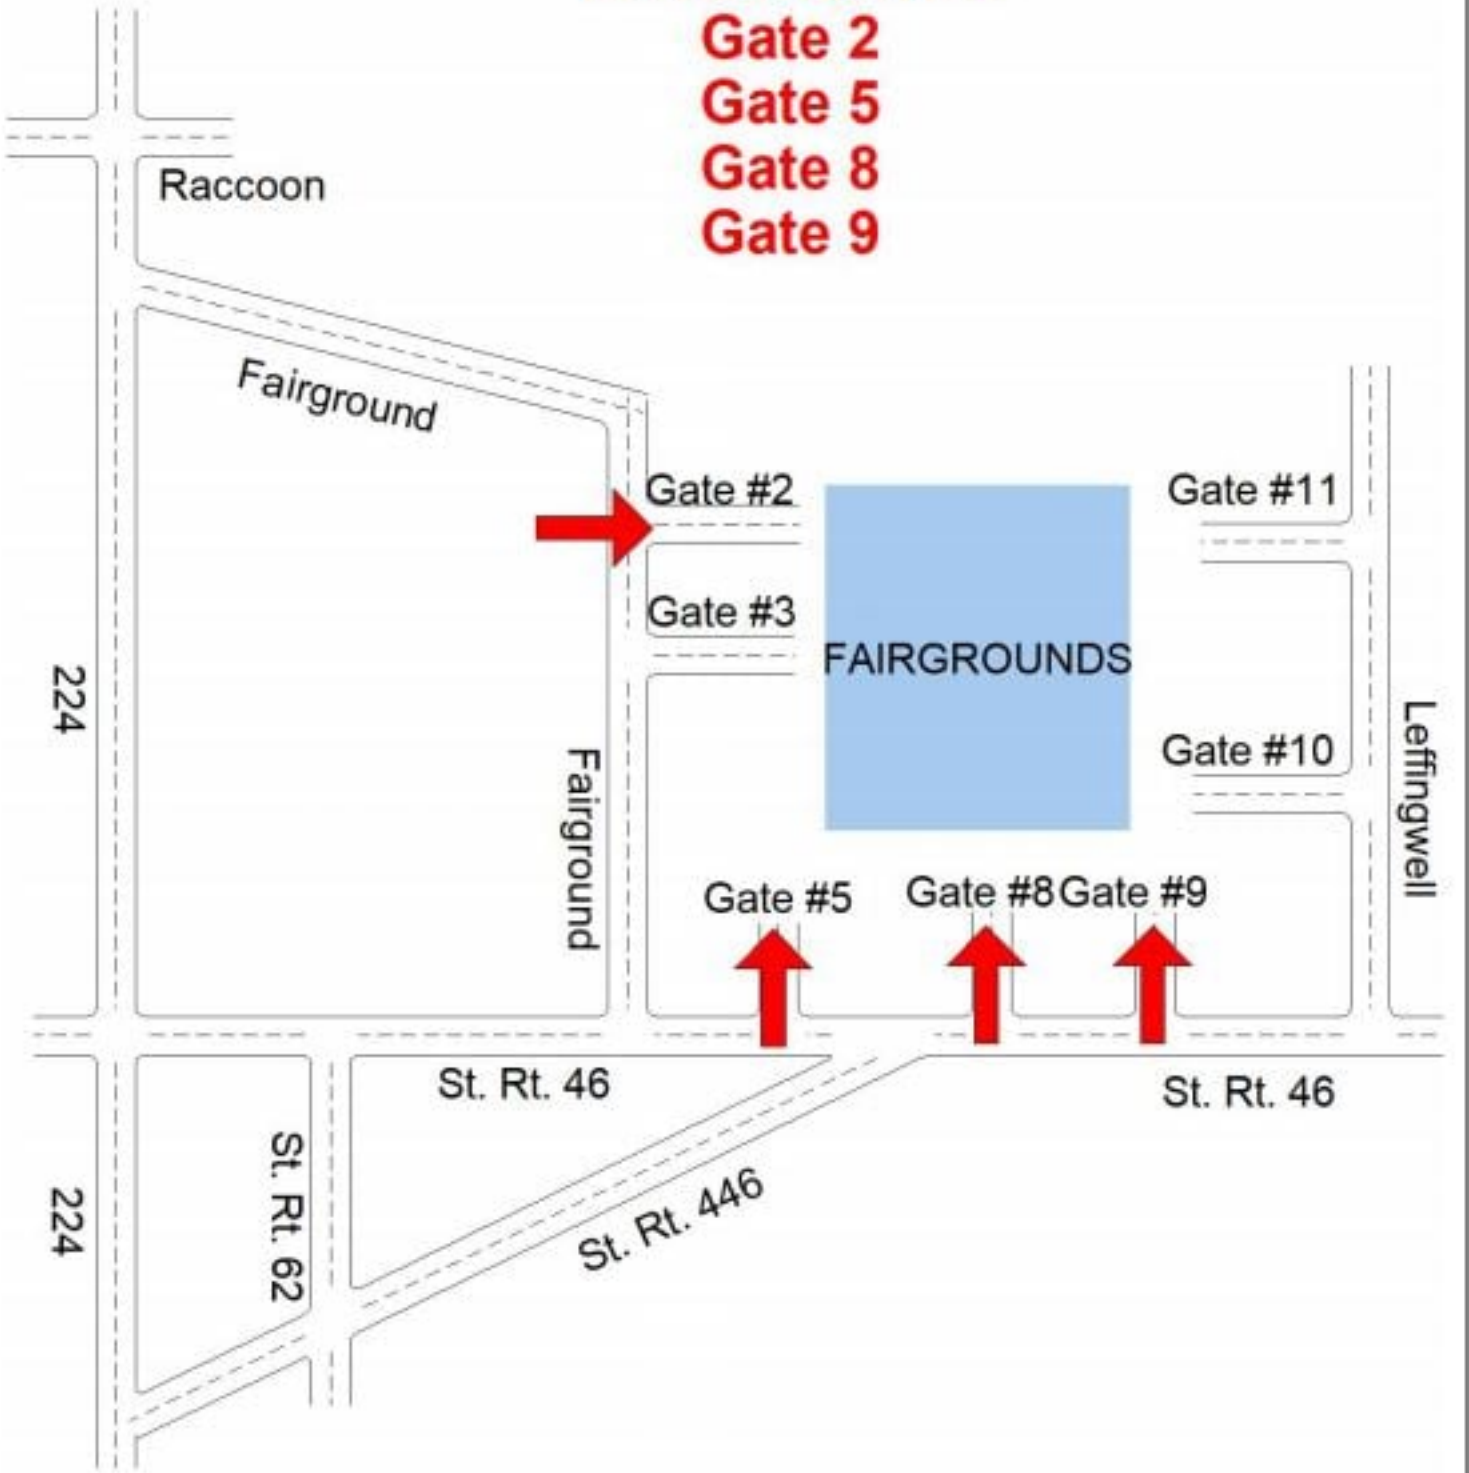 Gate 2
Gate 5
Gate 8
Gate 9
Raccoon
Fairground
Gate #2
Gate #11
Gate #3
FAIRGROUNDS
224
Fairground
Gate #10
Leffingwell
Gate #5
Gate #8
Gate #9
St. Rt. 46
St. Rt. 46
St. Rt. 62
St. Rt. 446
224